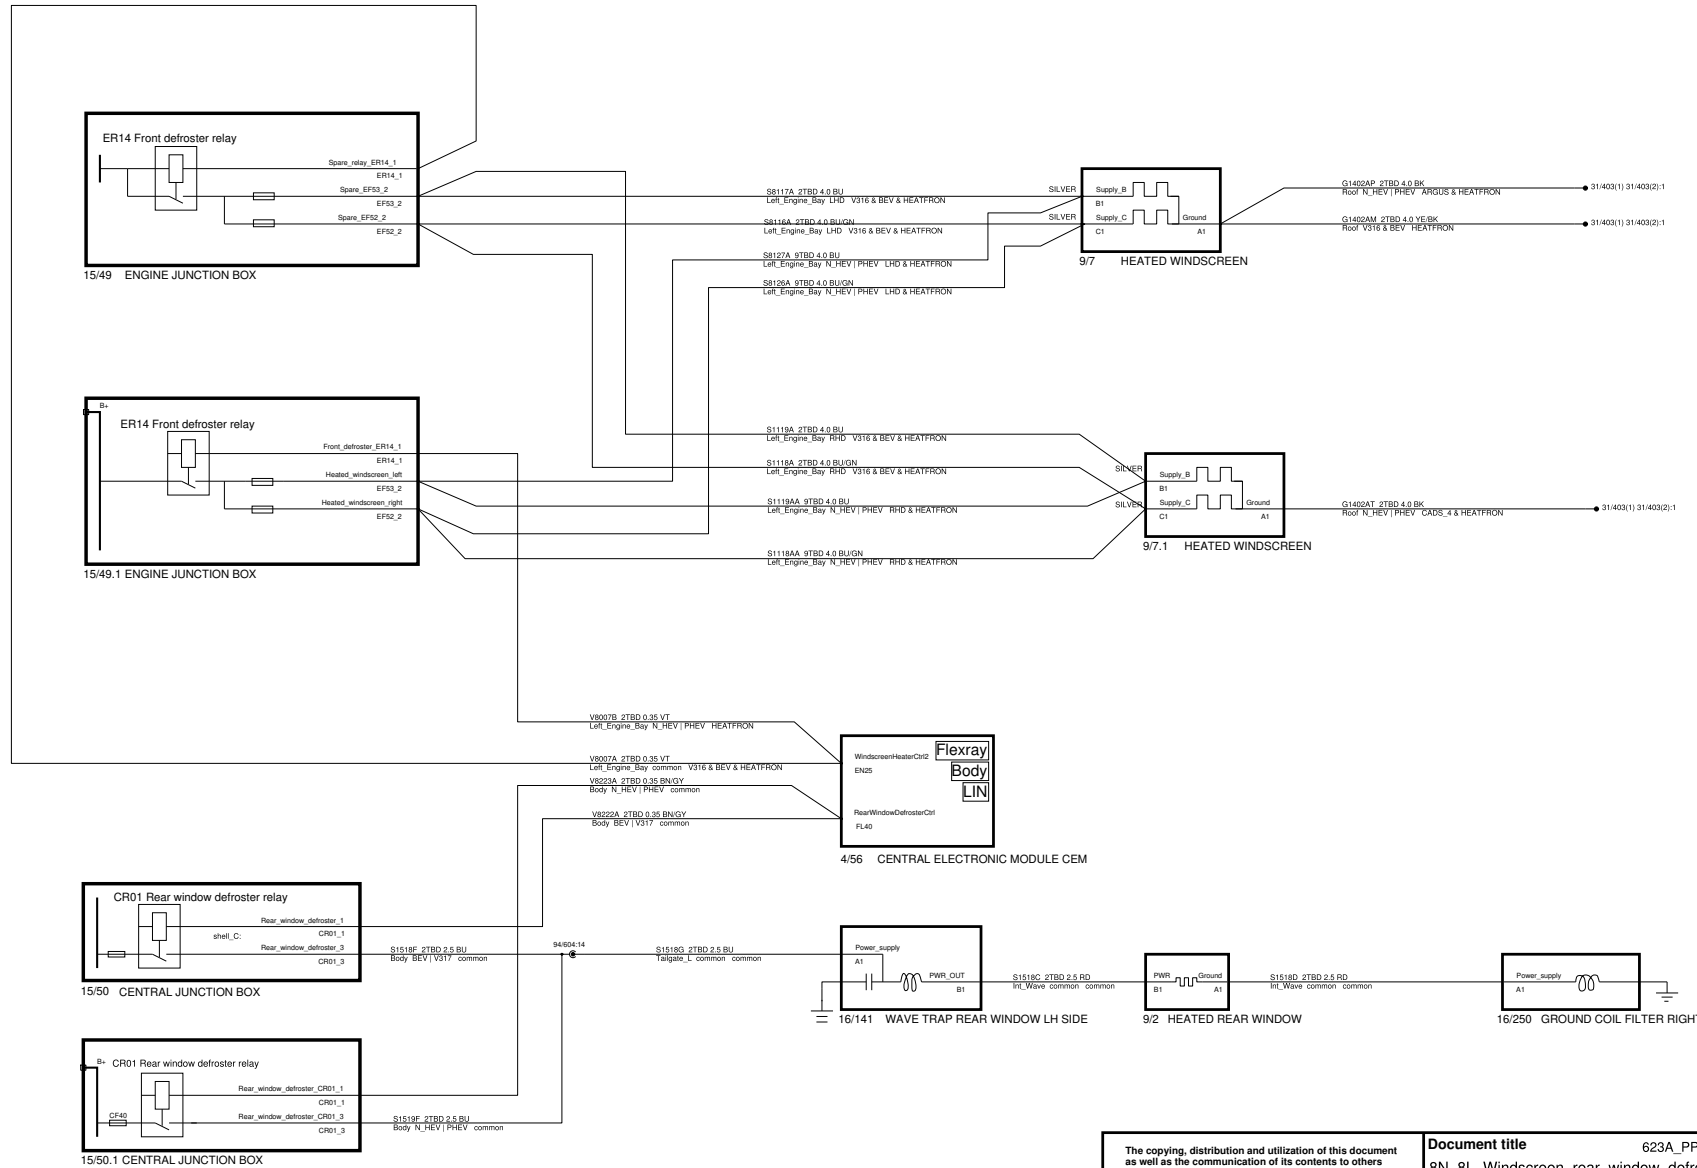 ER14 Front defroster relay
Spare_relay_ER14_1
ER14_1
Spare_EF53_2
EF53_2
Spare_EF52_2
EF52_2
15/49 ENGINE JUNCTION BOX
S8117A 2TBD 4.0 BU
Left_Engine_Bay LHD V316 & BEV & HEATFRON
S8116A 2TBD 4.0 BU/GN
Left_Engine_Bay LHD V316 & BEV & HEATFRON
S8127A 9TBD 4.0 BU
Left_Engine_Bay N_HEV | PHEV LHD & HEATFRON
S8126A 9TBD 4.0 BU/GN
Left_Engine_Bay N_HEV | PHEV LHD & HEATFRON
SILVER
SILVER
Supply_B
B1
Supply_C
C1
Ground
A1
9/7 HEATED WINDSCREEN
G1402AP 2TBD 4.0 BK
Roof N_HEV | PHEV ARGUS & HEATFRON
31/403(1) 31/403(2):1
G1402AM 2TBD 4.0 YE/BK
Roof V316 & BEV HEATFRON
31/403(1) 31/403(2):1
B+
ER14 Front defroster relay
Front_defroster_ER14_1
ER14_1
Heated_windscreen_left
EF53_2
Heated_windscreen_right
EF52_2
15/49.1 ENGINE JUNCTION BOX
S1119A 2TBD 4.0 BU
Left_Engine_Bay RHD V316 & BEV & HEATFRON
S1118A 2TBD 4.0 BU/GN
Left_Engine_Bay RHD V316 & BEV & HEATFRON
S1119AA 9TBD 4.0 BU
Left_Engine_Bay N_HEV | PHEV RHD & HEATFRON
S1118AA 9TBD 4.0 BU/GN
Left_Engine_Bay N_HEV | PHEV RHD & HEATFRON
SILVER
SILVER
Supply_B
B1
Supply_C
C1
Ground
A1
9/7.1 HEATED WINDSCREEN
G1402AT 2TBD 4.0 BK
Roof N_HEV | PHEV CADS_4 & HEATFRON
31/403(1) 31/403(2):1
V8007B 2TBD 0.35 VT
Left_Engine_Bay N_HEV | PHEV HEATFRON
V8007A 2TBD 0.35 VT
Left_Engine_Bay common V316 & BEV & HEATFRON
V8223A 2TBD 0.35 BN/GY
Body N_HEV | PHEV common
V8222A 2TBD 0.35 BN/GY
Body BEV | V317 common
WindscreenHeaterCtrl2
EN25
Flexray
Body
LIN
RearWindowDefrosterCtrl
FL40
4/56 CENTRAL ELECTRONIC MODULE CEM
CR01 Rear window defroster relay
Rear_window_defroster_1
CR01_1
shell_C:
Rear_window_defroster_3
CR01_3
15/50 CENTRAL JUNCTION BOX
S1518F 2TBD 2.5 BU
Body BEV | V317 common
94/604:14
S1518G 2TBD 2.5 BU
Tailgate_L common common
Power_supply
A1
PWR_OUT
B1
16/141 WAVE TRAP REAR WINDOW LH SIDE
S1518C 2TBD 2.5 RD
Int_Wave common common
PWR
B1
Ground
A1
9/2 HEATED REAR WINDOW
S1518D 2TBD 2.5 RD
Int_Wave common common
Power_supply
A1
16/250 GROUND COIL FILTER RIGHT
B+
CR01 Rear window defroster relay
CF40
Rear_window_defroster_CR01_1
CR01_1
Rear_window_defroster_CR01_3
CR01_3
15/50.1 CENTRAL JUNCTION BOX
S1519F 2TBD 2.5 BU
Body N_HEV | PHEV common
The copying, distribution and utilization of this document
as well as the communication of its contents to others
Document title
623A_PP